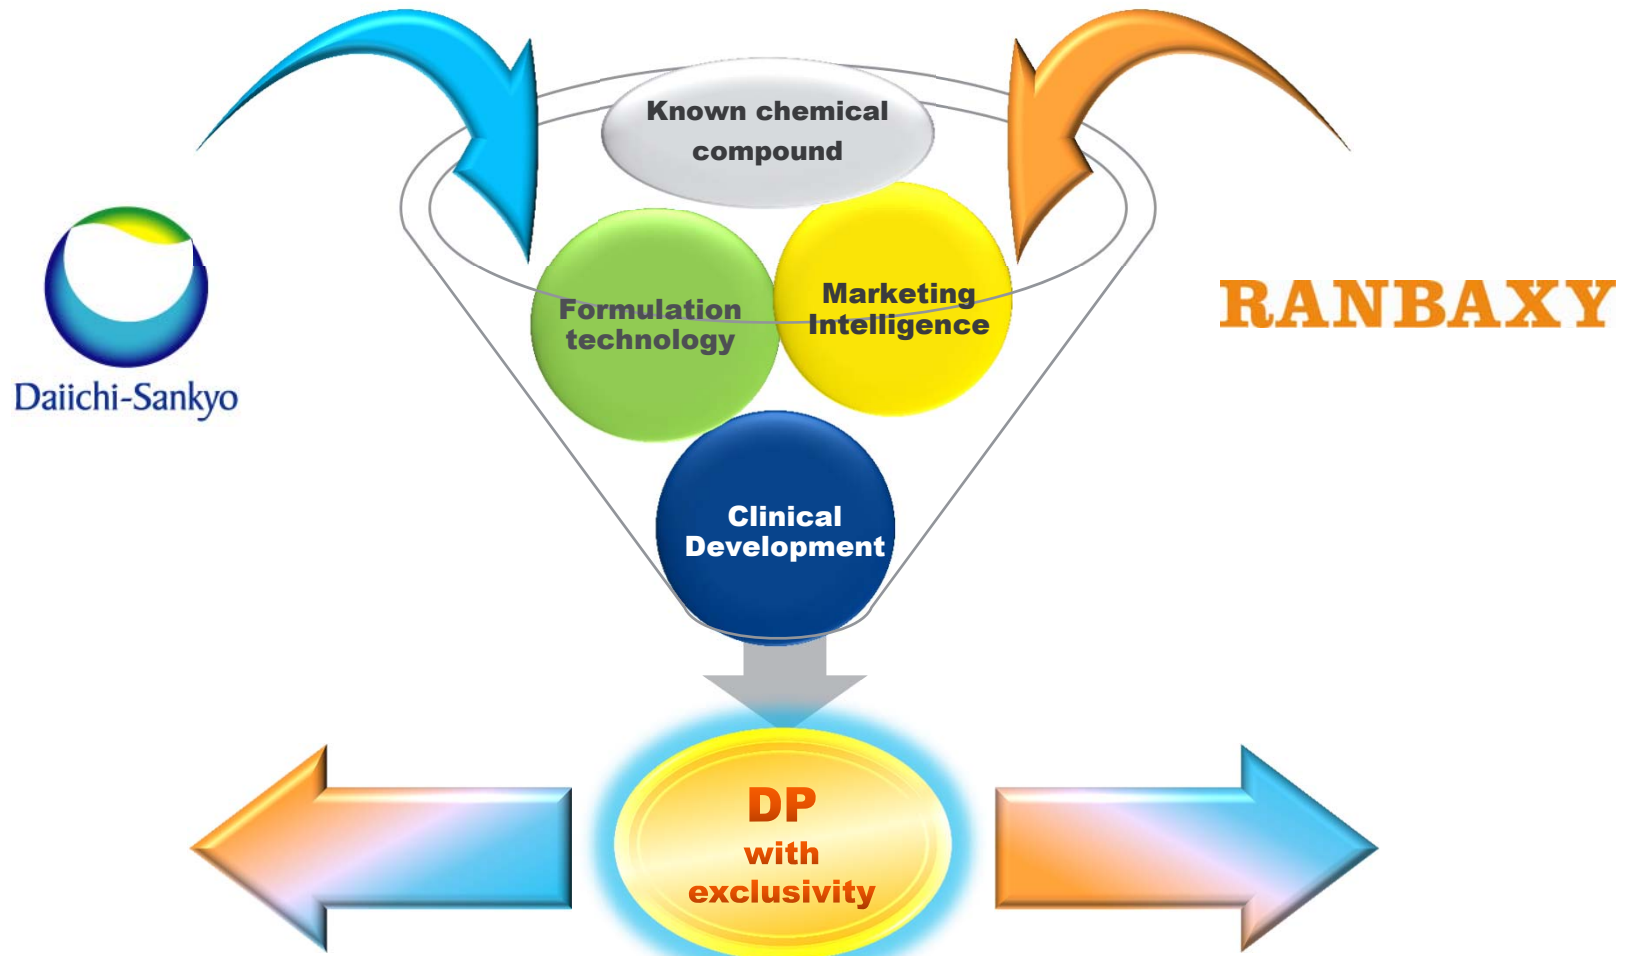 Known chemical
compound
Formulation
technology
Marketing
Intelligence
Daiichi-Sankyo
RANBAXY
Clinical
Development
DP
with
exclusivity